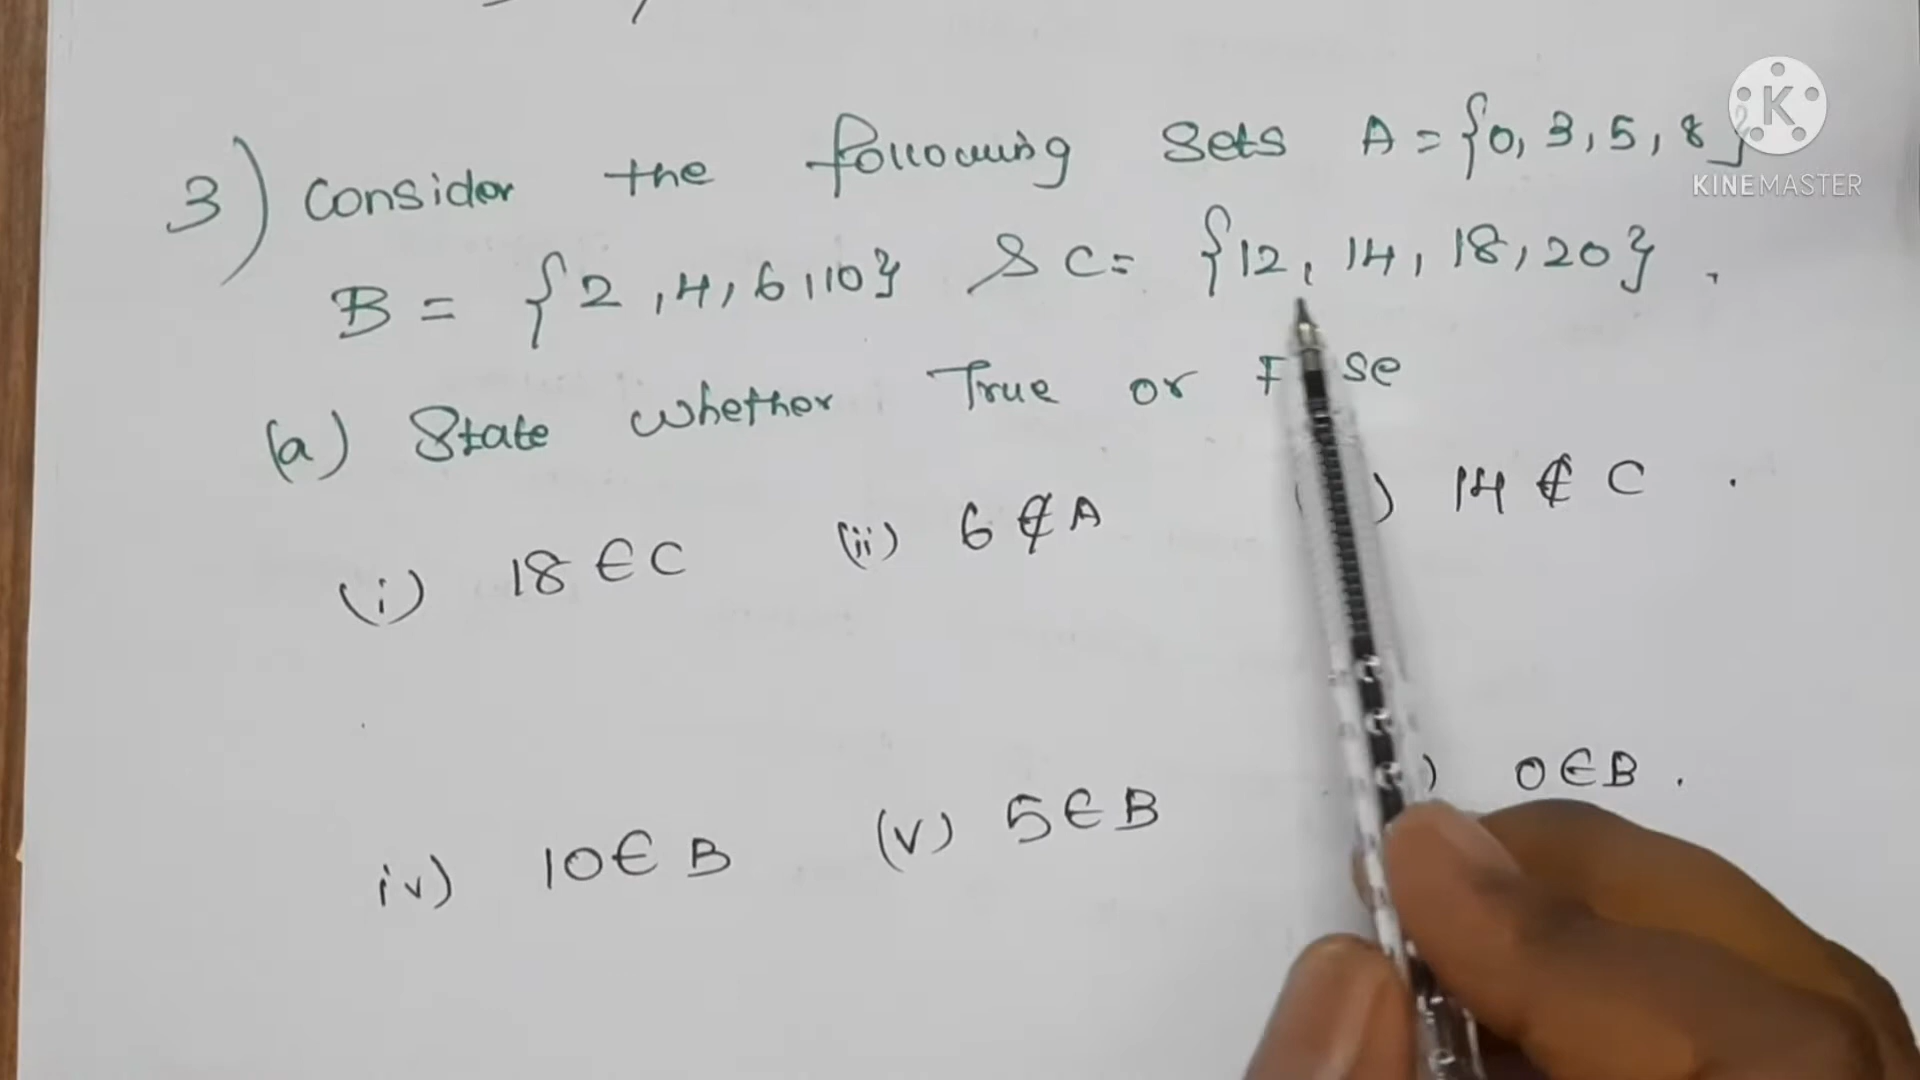 3) Consider the following Sets A = {0, 3, 5, 8}
K
KINEMASTER
B = {2, 4, 6, 10} & C = {12, 14, 18, 20}.
(a) State whether True or
(i) 18 ∈ C (ii) 6 ∉ A ) 14 ∉ C .
iv) 10 ∈ B (v) 5 ∈ B ) 0 ∈ B .